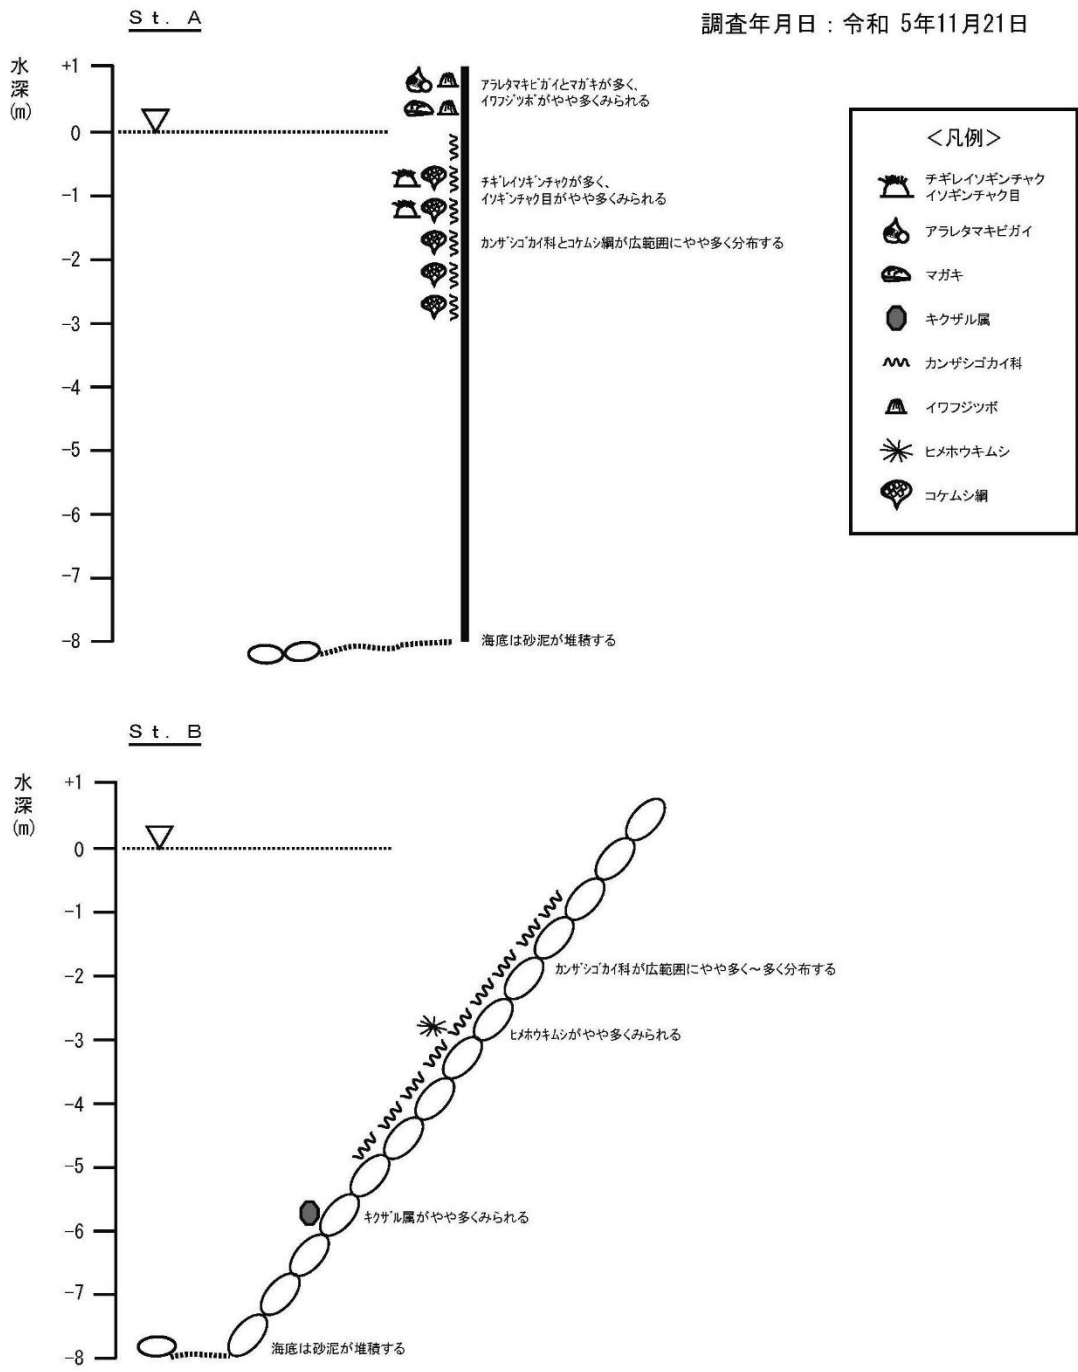 St. A
調査年月日：令和 5年11月21日
水深(m)
+1
0
-1
-2
-3
-4
-5
-6
-7
-8
アラレタマキビガイとマガキが多く、
イワフジツボがやや多くみられる
チギレイソギンチャクが多く、
イソギンチャク目がやや多くみられる
カンザシゴカイ科とコケムシ綱が広範囲にやや多く分布する
海底は砂泥が堆積する
＜凡例＞
チギレイソギンチャク
イソギンチャク目
アラレタマキビガイ
マガキ
キクザル属
カンザシゴカイ科
イワフジツボ
ヒメホウキムシ
コケムシ綱
St. B
水深(m)
+1
0
-1
-2
-3
-4
-5
-6
-7
-8
カンザシゴカイ科が広範囲にやや多く～多く分布する
ヒメホウキムシがやや多くみられる
キクザル属がやや多くみられる
海底は砂泥が堆積する